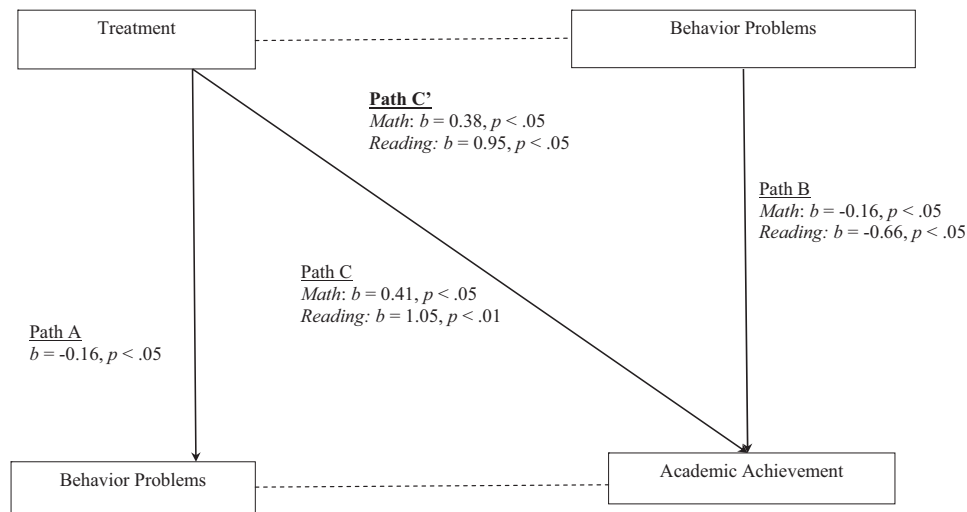 Treatment
Behavior Problems
Path C’
Math: b = 0.38, p < .05
Reading: b = 0.95, p < .05
Path B
Math: b = -0.16, p < .05
Reading: b = -0.66, p < .05
Path C
Math: b = 0.41, p < .05
Reading: b = 1.05, p < .01
Path A
b = -0.16, p < .05
Behavior Problems
Academic Achievement